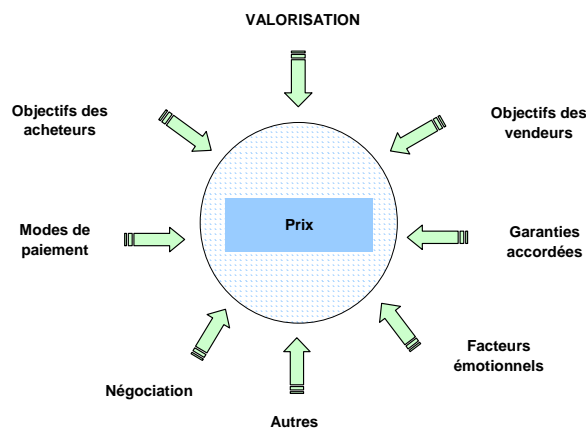 VALORISATION
Objectifs des
acheteurs
Objectifs des
vendeurs
Modes de
paiement
Prix
Garanties
accordées
Négociation
Facteurs
émotionnels
Autres